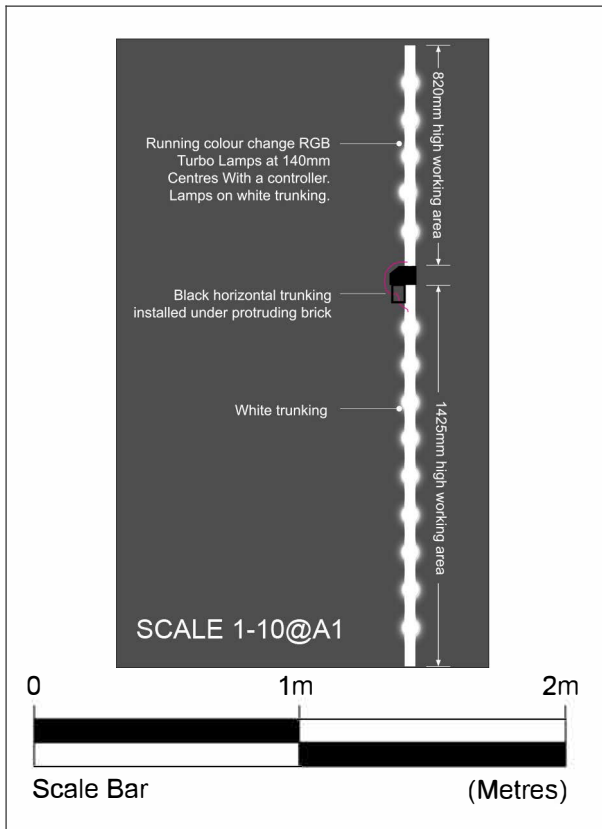 820mm high working area
Running colour change RGB
Turbo Lamps at 140mm
Centres With a controller.
Lamps on white trunking.
Black horizontal trunking
installed under protruding brick
White trunking
1425mm high working area
SCALE 1-10@A1
0 1m 2m
Scale Bar (Metres)